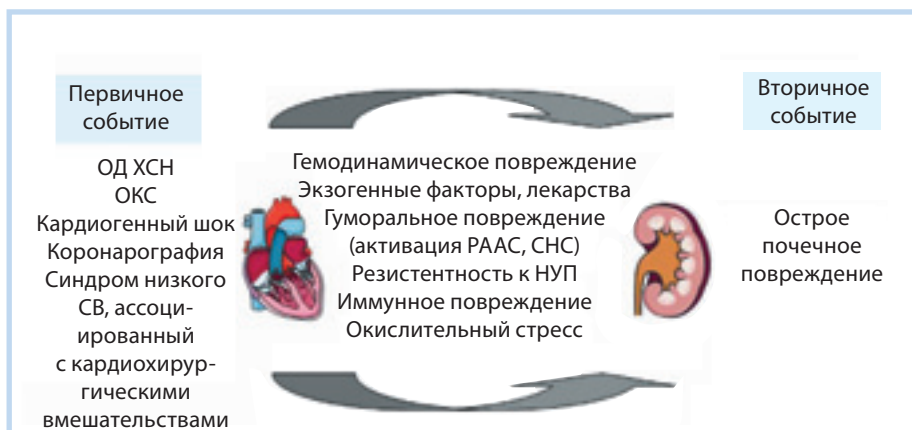 Первичное
событие
ОД ХСН
ОКС
Кардиогенный шок
Коронарография
Синдром низкого
СВ, ассоци-
ированный
с кардиохирур-
гическими
вмешательствами
Гемодинамическое повреждение
Экзогенные факторы, лекарства
Гуморальное повреждение
(активация РААС, СНС)
Резистентность к НУП
Иммунное повреждение
Окислительный стресс
Вторичное
событие
Острое
почечное
повреждение